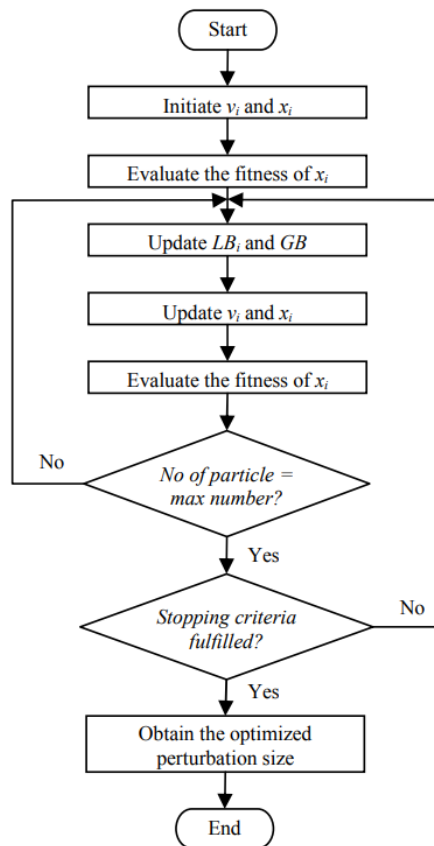 Start
Initiate vᵢ and xᵢ
Evaluate the fitness of xᵢ
Update LBᵢ and GB
Update vᵢ and xᵢ
Evaluate the fitness of xᵢ
No
No of particle =
max number?
Yes
Stopping criteria
fulfilled?
No
Yes
Obtain the optimized
perturbation size
End